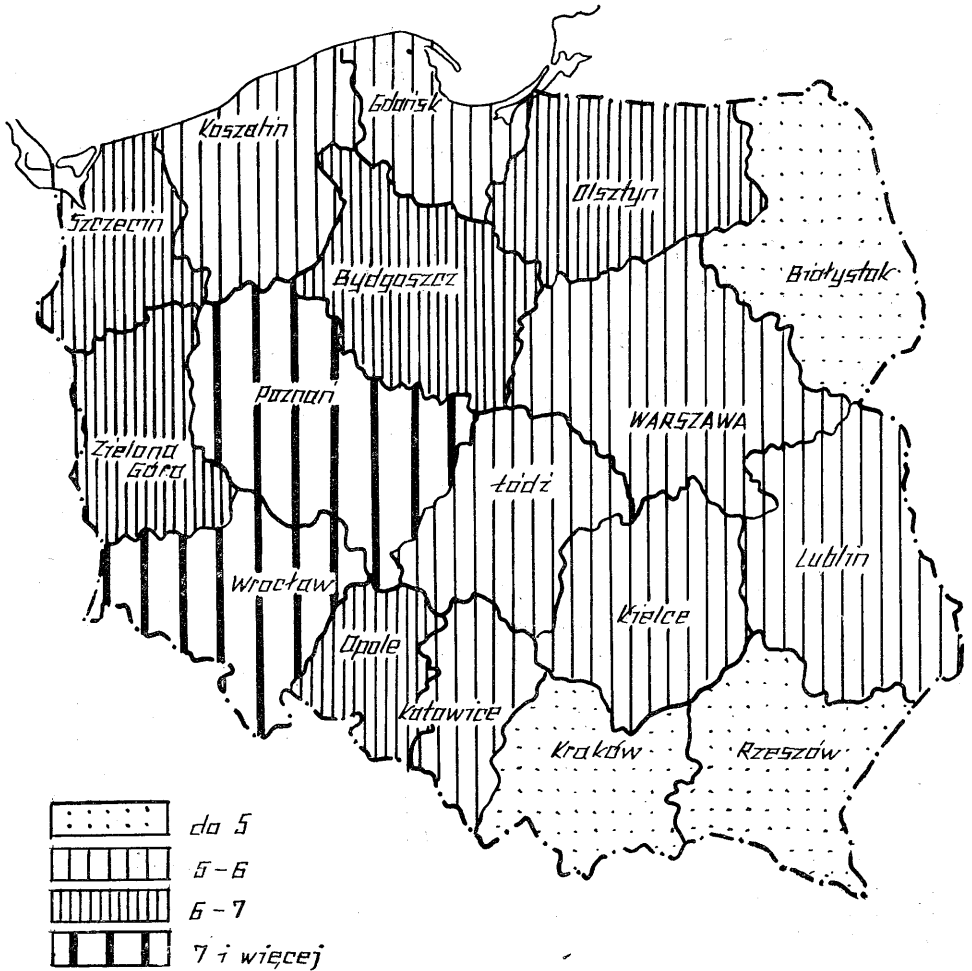 Gdańsk
Koszalin
Olsztyn
Szczecin
Białystok
Bydgoszcz
Poznań
WARSZAWA
Zielona
Góra
Łódź
Lublin
Wrocław
Kielce
Opole
Katowice
Kraków
Rzeszów
do 5
5-6
6-7
7 i więcej